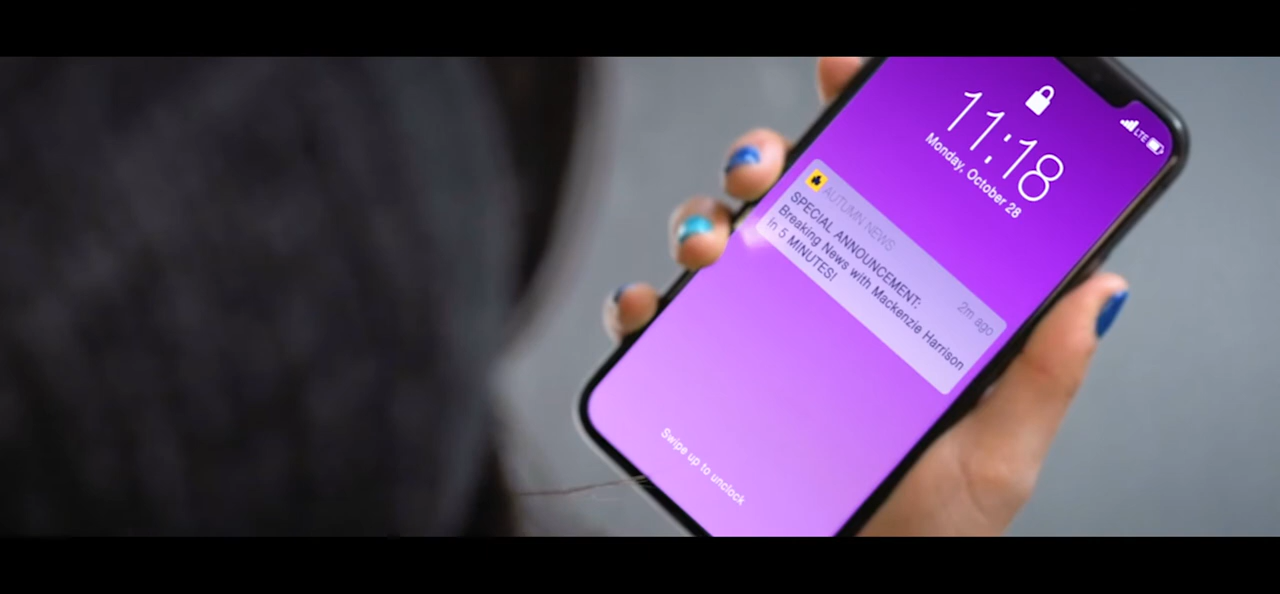 LTE
11:18
Monday, October 28
AUTUMN NEWS
2m ago
SPECIAL ANNOUNCEMENT:
Breaking News with Mackenzie Harrison
In 5 MINUTES!
Swipe up to unclock